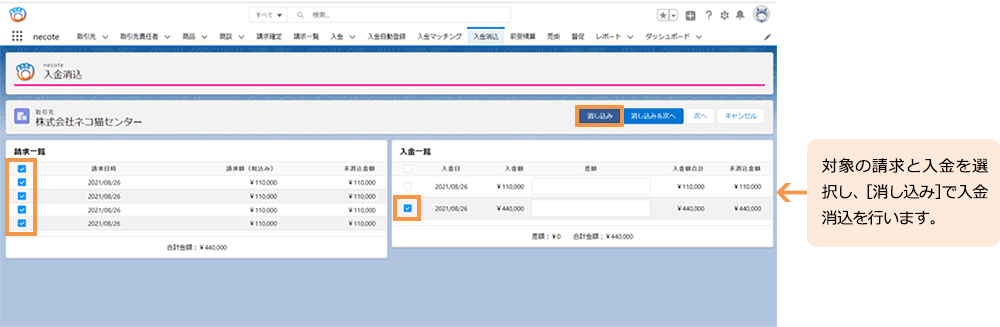 すべて ▼ 検索...
necote 取引先 取引先責任者 商品 商談 請求確定 請求一覧 入金 入金自動登録 入金マッチング 入金消込 前受精算 売掛 督促 レポート ダッシュボード
necote
入金消込
取引先
株式会社ネコ猫センター
消し込み 消し込み&次へ 次へ キャンセル
請求一覧
請求日時 請求額（税込み） 未消込金額
2021/08/26 ￥110,000 ￥110,000
2021/08/26 ￥110,000 ￥110,000
2021/08/26 ￥110,000 ￥110,000
2021/08/26 ￥110,000 ￥110,000
合計金額：￥440,000
入金一覧
入金日 入金額 差額 入金額合計 未消込金額
2021/08/26 ￥110,000 ￥110,000 ￥110,000
2021/08/26 ￥440,000 ￥440,000 ￥440,000
差額：￥0 合計金額：￥440,000
対象の請求と入金を選
択し、[消し込み]で入金
消込を行います。